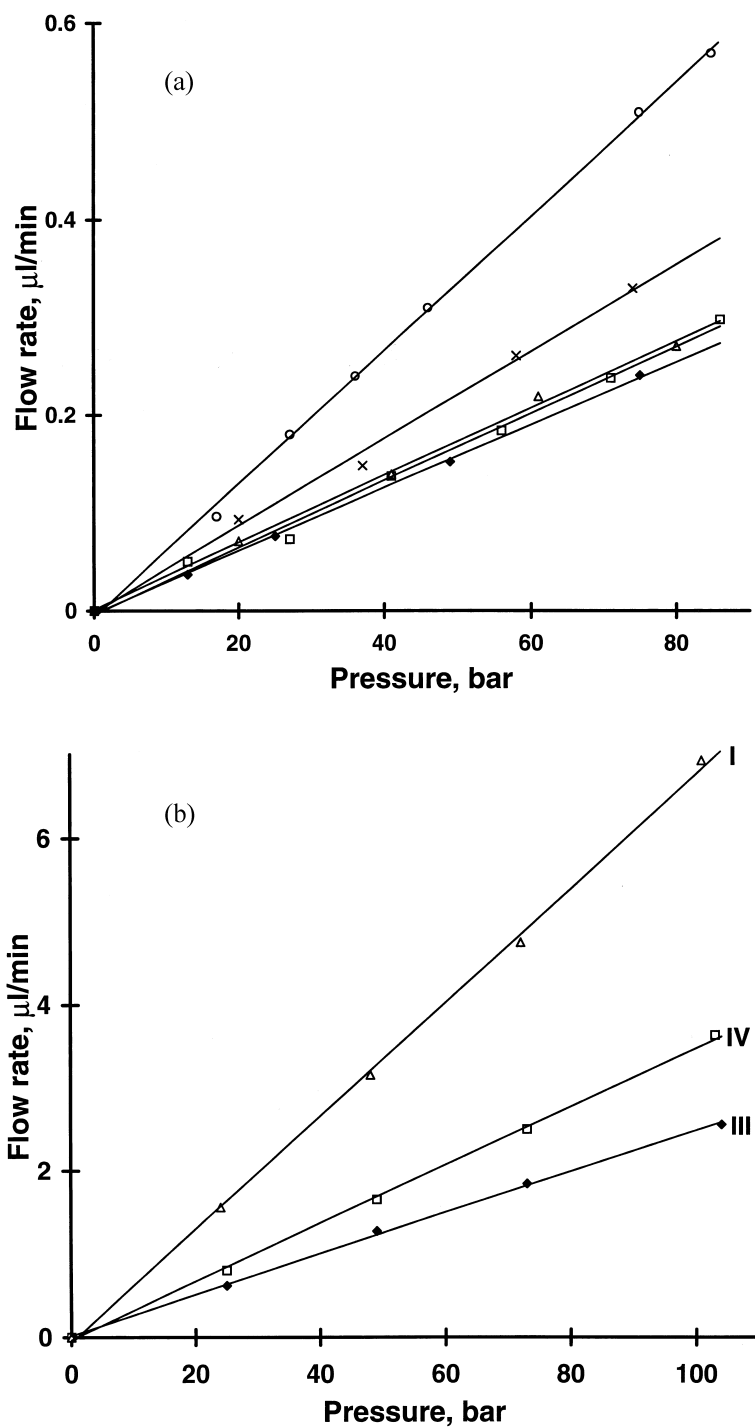 0.6
(a)
0.4
Flow rate, µl/min
0.2
0
0 20 40 60 80
Pressure, bar
I
(b)
6
Flow rate, µl/min
4
IV
III
2
0
0 20 40 60 80 100
Pressure, bar